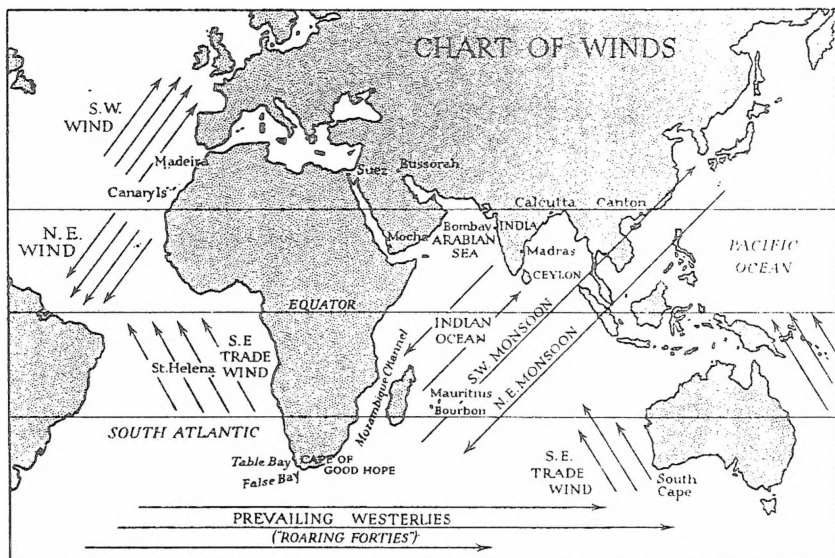 CHART OF WINDS
S.W.
WIND
Madeira
Canary Is
Suez
Bussorah
N.E.
WIND
Mocha
Bombay
INDIA
ARABIAN
SEA
Calcutta
Canton
Madras
CEYLON
PACIFIC
OCEAN
EQUATOR
INDIAN
OCEAN
S.W. MONSOON
N.E. MONSOON
S.E
TRADE
WIND
St. Helena
Mozambique Channel
Mauritius
Bourbon
SOUTH ATLANTIC
Table Bay
False Bay
CAPE OF
GOOD HOPE
S.E.
TRADE
WIND
South
Cape
PREVAILING WESTERLIES
("ROARING FORTIES")